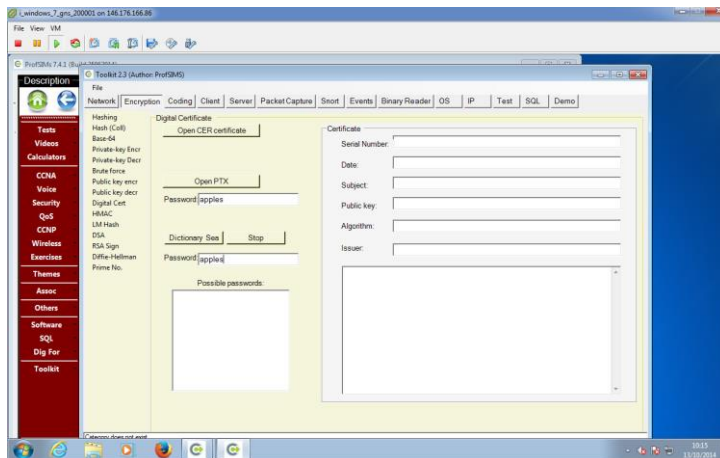 i_windows_7_gns_200001 on 146.176.166.86
File View VM
ProfSIMs 7.4.1
Toolkit 2.3 (Author: ProfSIMS)
Description
File
Network Encryption Coding Client Server Packet Capture Snort Events Binary Reader OS IP Test SQL Demo
Hashing
Hash (Coll)
Base-64
Private-key Encr
Private-key Decr
Brute force
Public key encr
Public key decr
Digital Cert
HMAC
LM Hash
DSA
RSA Sign
Diffie-Hellman
Prime No.
Digital Certificate
Open CER certificate
Open PTX
Password: apples
Dictionary Sea Stop
Password: apples
Possible passwords:
Certificate
Serial Number:
Date:
Subject:
Public key:
Algorithm:
Issuer:
Tests
Videos
Calculators
CCNA
Voice
Security
QoS
CCNP
Wireless
Exercises
Themes
Assoc
Others
Software
SQL
Dig For
Toolkit
Category does not exist
10:15
13/10/2014